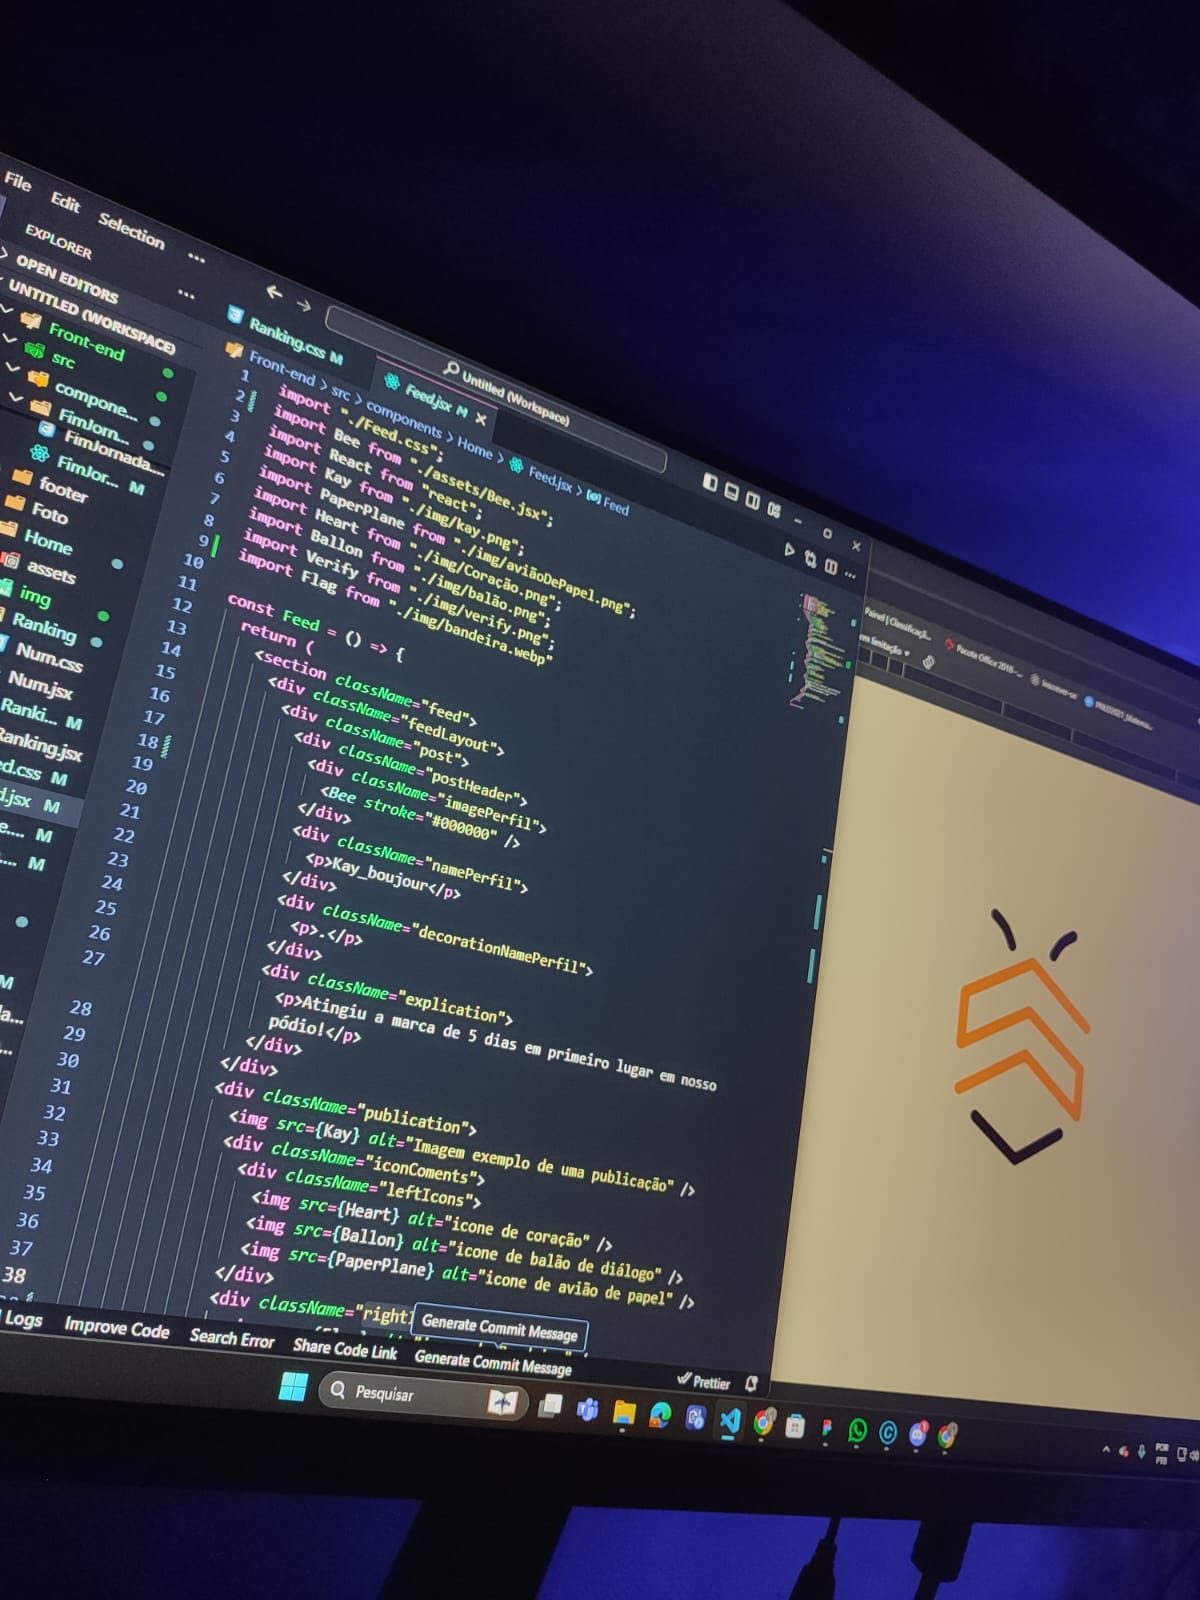 File Edit Selection ...
EXPLORER ...
OPEN EDITORS
UNTITLED (WORKSPACE)
Front-end
src
compone...
FimJorn...
FimJornada....
FimJor... M
footer
Foto
Home
assets
img
Ranking
Num.css
Num.jsx
Ranki... M
Ranking.jsx
ed.css M
d.jsx M
M
M
Untitled (Workspace)
Ranking.css M
Feed.jsx M
Front-end > src > components > Home > Feed.jsx > Feed
1 import "./Feed.css";
2 import Bee from "./assets/Bee.jsx";
3 import React from "react";
4 import Kay from "./img/kay.png";
5 import PaperPlane from "./img/aviãoDePapel.png";
6 import Heart from "./img/Coração.png";
7 import Ballon from "./img/balão.png";
8 import Verify from "./img/verify.png";
9 import Flag from "./img/bandeira.webp"
10
11 const Feed = () => {
12 return (
13 <section className="feed">
14 <div className="feedLayout">
15 <div className="post">
16 <div className="postHeader">
17 <div className="imagePerfil">
18 <Bee stroke="#000000" />
19 </div>
20 <div className="namePerfil">
21 <p>Kay_boujour</p>
22 </div>
23 <div className="decorationNamePerfil">
24 <p>.</p>
25 </div>
26 <div className="explication">
27 <p>Atingiu a marca de 5 dias em primeiro lugar em nosso
pódio!</p>
28 </div>
29 </div>
30 <div className="publication">
31 <img src={Kay} alt="Imagem exemplo de uma publicação" />
32 <div className="iconComents">
33 <div className="leftIcons">
34 <img src={Heart} alt="icone de coração" />
35 <img src={Ballon} alt="icone de balão de diálogo" />
36 <img src={PaperPlane} alt="icone de avião de papel" />
37 </div>
38 <div className="right
Generate Commit Message
Logs Improve Code Search Error Share Code Link Generate Commit Message Prettier
Painel | Classificaçã... Pacote Office 2016 -...
Pesquisar
POR
PTB